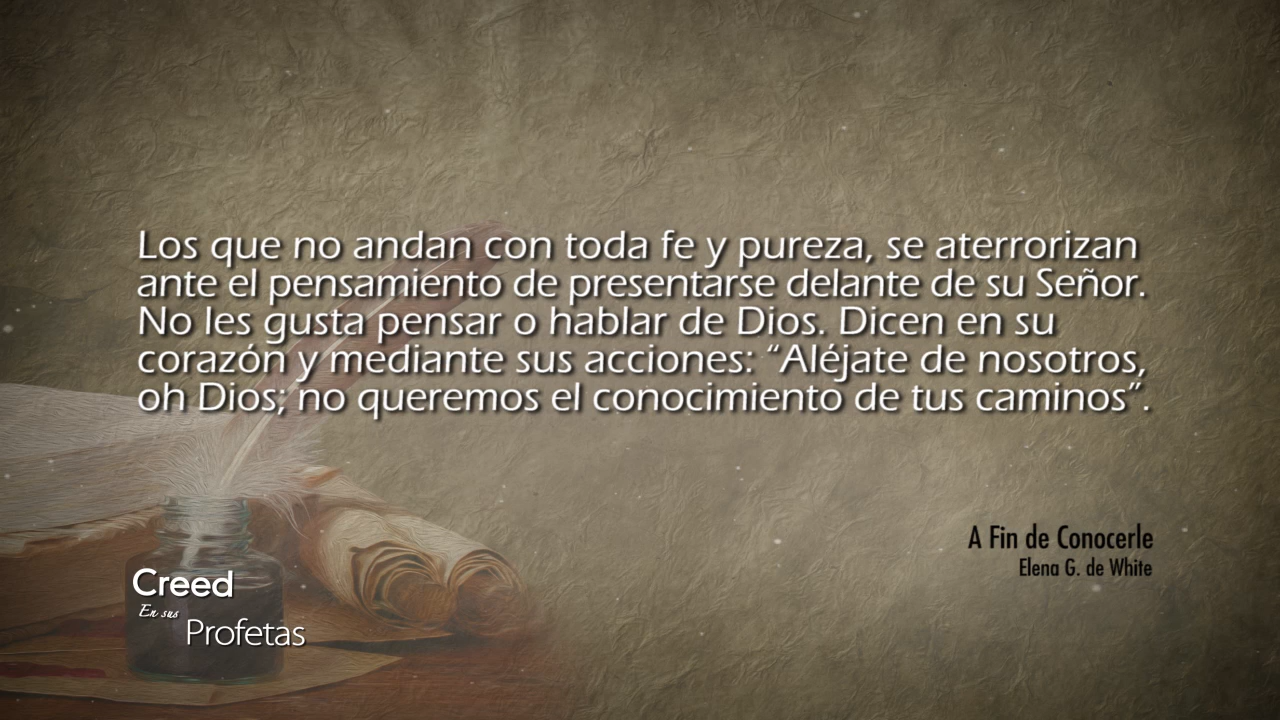 Los que no andan con toda fe y pureza, se aterrorizan
ante el pensamiento de presentarse delante de su Señor.
No les gusta pensar o hablar de Dios. Dicen en su
corazón y mediante sus acciones: “Aléjate de nosotros,
oh Dios; no queremos el conocimiento de tus caminos”.
A Fin de Conocerle
Elena G. de White
Creed
En sus
Profetas